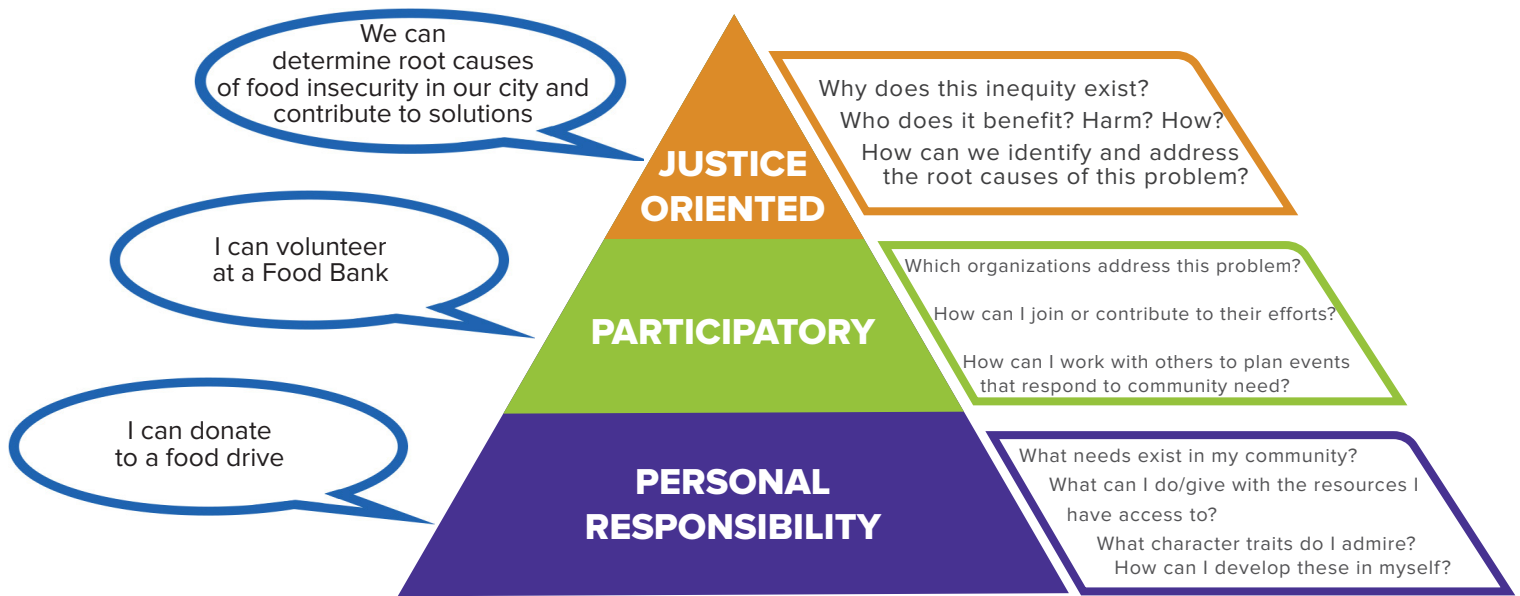 We can
determine root causes
of food insecurity in our city and
contribute to solutions
JUSTICE
ORIENTED
Why does this inequity exist?
Who does it benefit? Harm? How?
How can we identify and address
the root causes of this problem?
I can volunteer
at a Food Bank
PARTICIPATORY
Which organizations address this problem?
How can I join or contribute to their efforts?
How can I work with others to plan events
that respond to community need?
I can donate
to a food drive
PERSONAL
RESPONSIBILITY
What needs exist in my community?
What can I do/give with the resources I
have access to?
What character traits do I admire?
How can I develop these in myself?